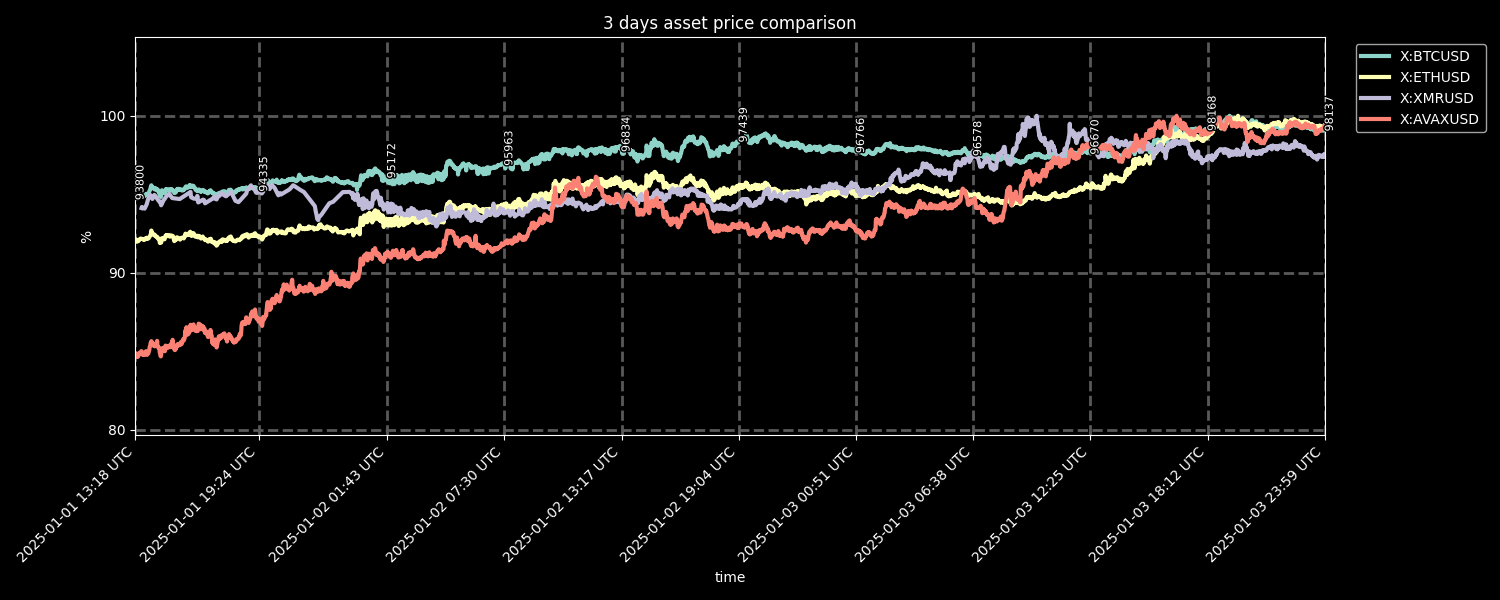 3 days asset price comparison
X:BTCUSD
X:ETHUSD
X:XMRUSD
X:AVAXUSD
100
90
80
%
93800
94335
95172
95963
96834
97439
96766
96578
96670
98168
98137
2025-01-01 13:18 UTC
2025-01-01 19:24 UTC
2025-01-02 01:43 UTC
2025-01-02 07:30 UTC
2025-01-02 13:17 UTC
2025-01-02 19:04 UTC
2025-01-03 00:51 UTC
2025-01-03 06:38 UTC
2025-01-03 12:25 UTC
2025-01-03 18:12 UTC
2025-01-03 23:59 UTC
time